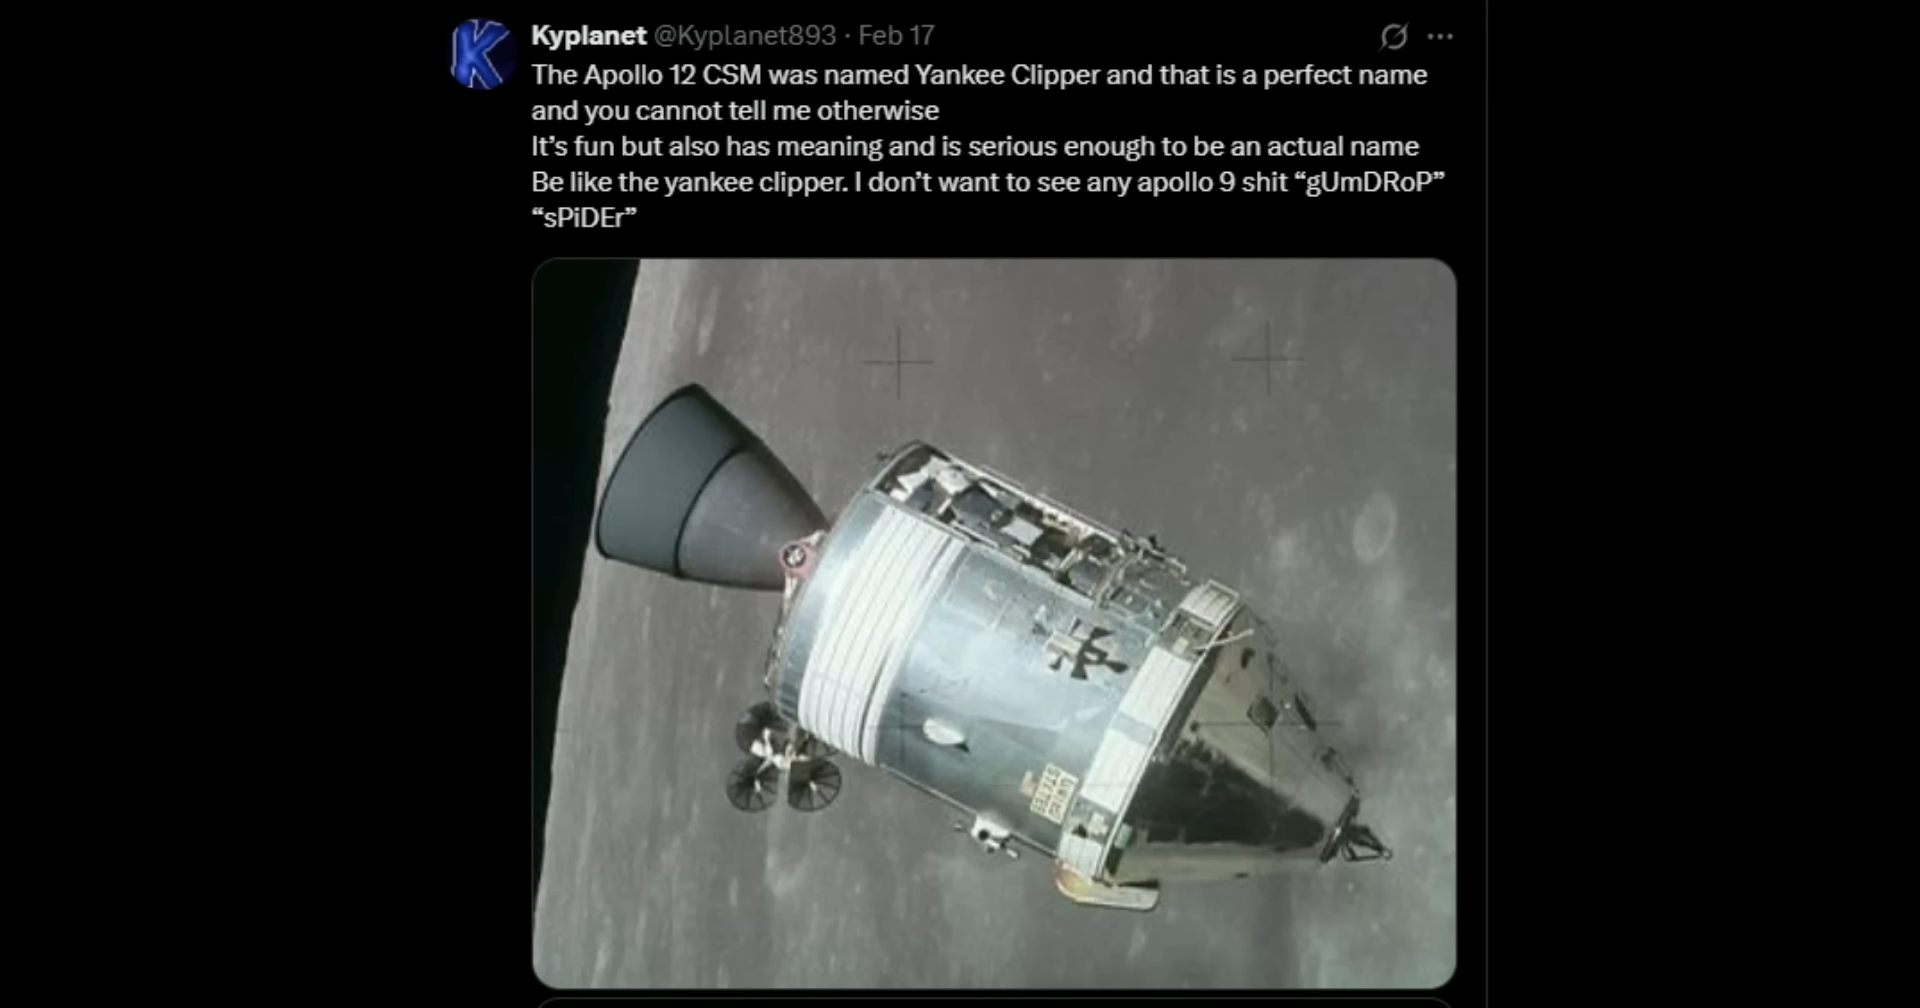 Kyplanet @Kyplanet893 · Feb 17
The Apollo 12 CSM was named Yankee Clipper and that is a perfect name
and you cannot tell me otherwise
It’s fun but also has meaning and is serious enough to be an actual name
Be like the yankee clipper. I don’t want to see any apollo 9 shit “gUmDRoP”
“sPiDEr”
UNITED
STATES